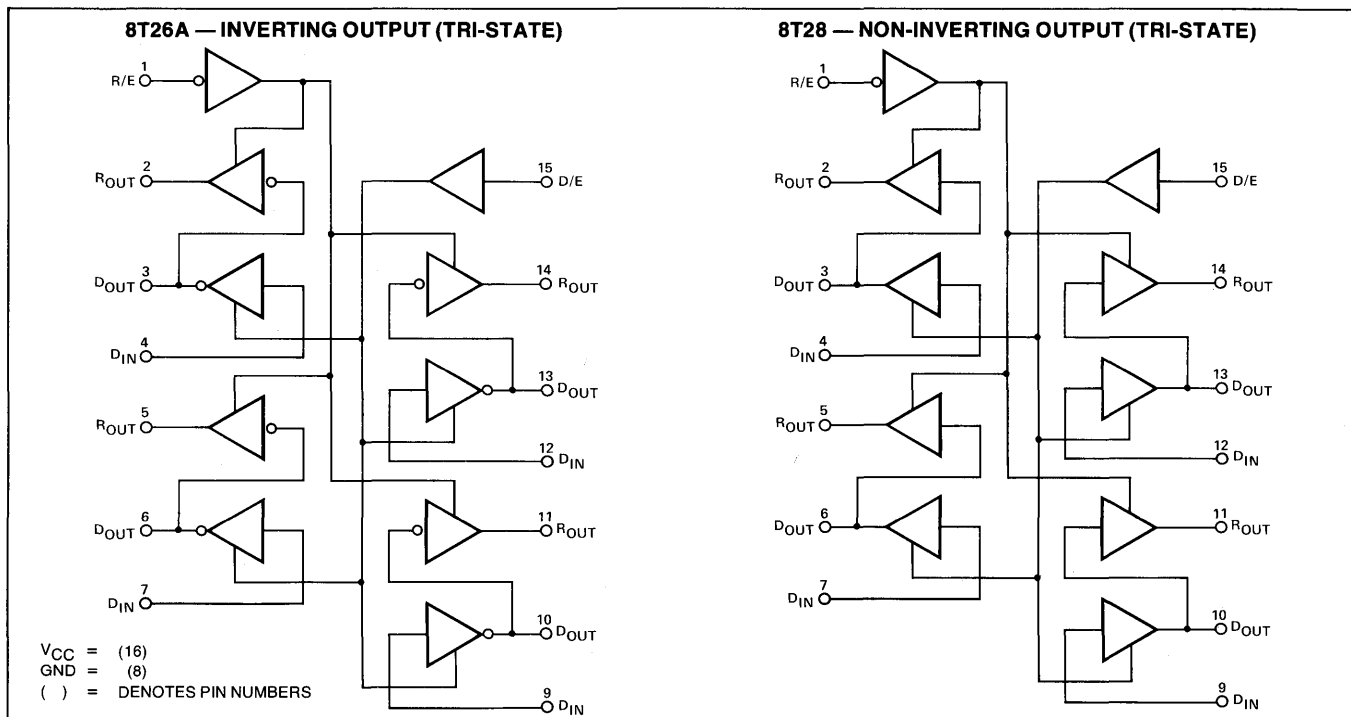 8T26A — INVERTING OUTPUT (TRI-STATE)
1
R/E
2
ROUT
15
D/E
3
DOUT
14
ROUT
4
DIN
13
DOUT
5
ROUT
12
DIN
6
DOUT
11
ROUT
7
DIN
10
DOUT
9
DIN
VCC = (16)
GND = (8)
( ) = DENOTES PIN NUMBERS
8T28 — NON-INVERTING OUTPUT (TRI-STATE)
1
R/E
2
ROUT
15
D/E
3
DOUT
14
ROUT
4
DIN
13
DOUT
5
ROUT
12
DIN
6
DOUT
11
ROUT
7
DIN
10
DOUT
9
DIN